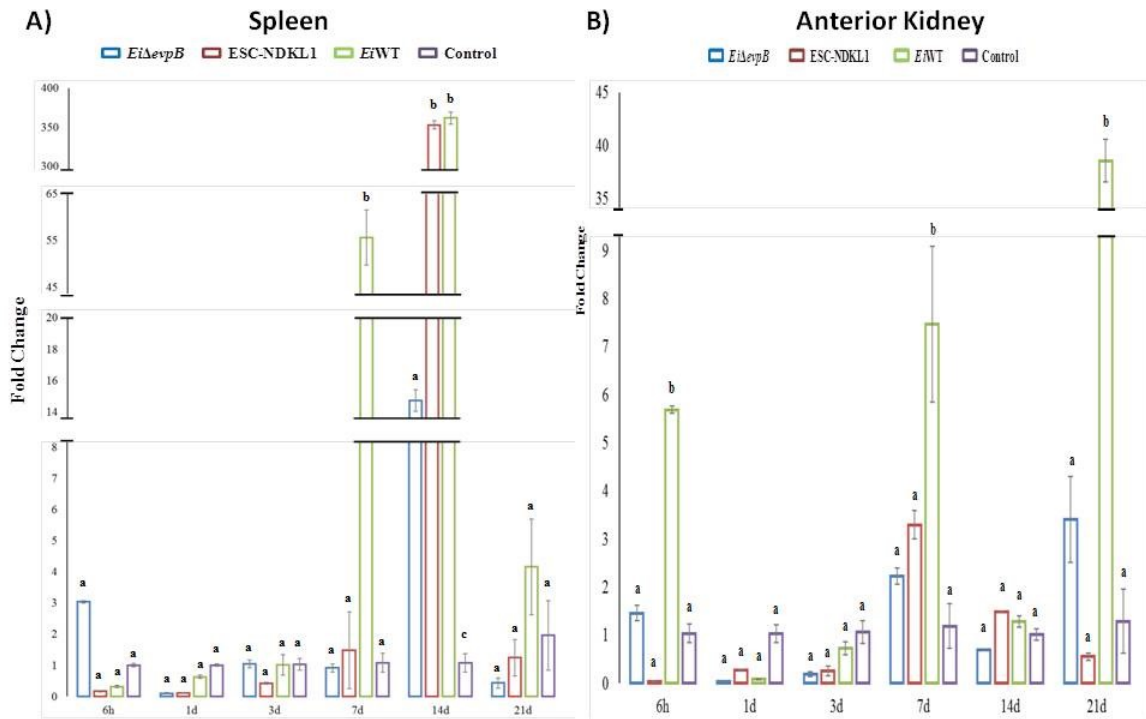 A) Spleen
EiΔevpB ESC-NDKL1 EiWT Control
400
350
300
b b
65
55
45
b
20
18
16
14
a
8
7
6
5
4
3
2
1
0
a a a a
a a a a
a a a a
a a a
c
a a a a
6h 1d 3d 7d 14d 21d
Fold Change
B) Anterior Kidney
EiΔevpB ESC-NDKL1 EiWT Control
45
40
35
b
9
8
7
6
5
4
3
2
1
0
a a b a
a a a a
a a a a
a a b a
a a a a
a a a
6h 1d 3d 7d 14d 21d
Fold Change